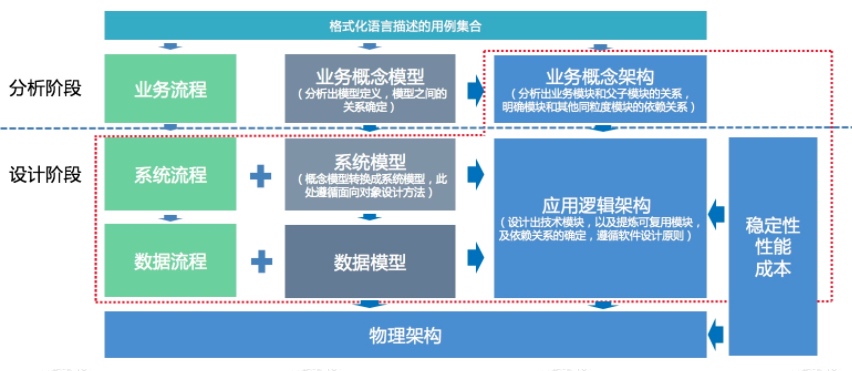 格式化语言描述的用例集合
分析阶段
业务流程
业务概念模型
（分析出模型定义，模型之间的
关系确定）
业务概念架构
（分析出业务模块和父子模块的关系，
明确模块和其他同粒度模块的依赖关系）
设计阶段
系统流程
+
系统模型
（概念模型转换成系统模型，此
处遵循面向对象设计方法）
应用逻辑架构
（设计出技术模块，以及提炼可复用模块，
及依赖关系的确定，遵循软件设计原则）
稳定性
性能
成本
数据流程
+
数据模型
物理架构